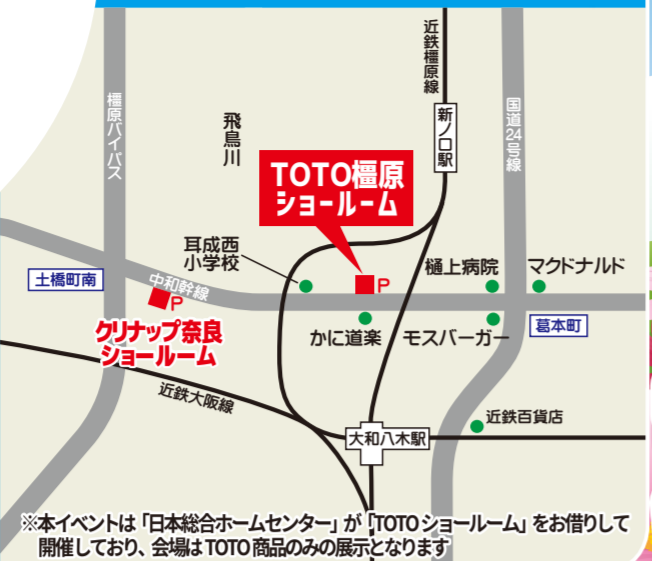 近鉄橿原線
橿原バイパス
飛鳥川
新ノ口駅
国道24号線
TOTO橿原
ショールーム
耳成西
小学校
樋上病院
マクドナルド
土橋町南
中和幹線
P
P
クリナップ奈良
ショールーム
かに道楽
モスバーガー
葛本町
近鉄大阪線
近鉄百貨店
大和八木駅
※本イベントは「日本総合ホームセンター」が「TOTOショールーム」をお借りして
開催しており、会場はTOTO商品のみの展示となります